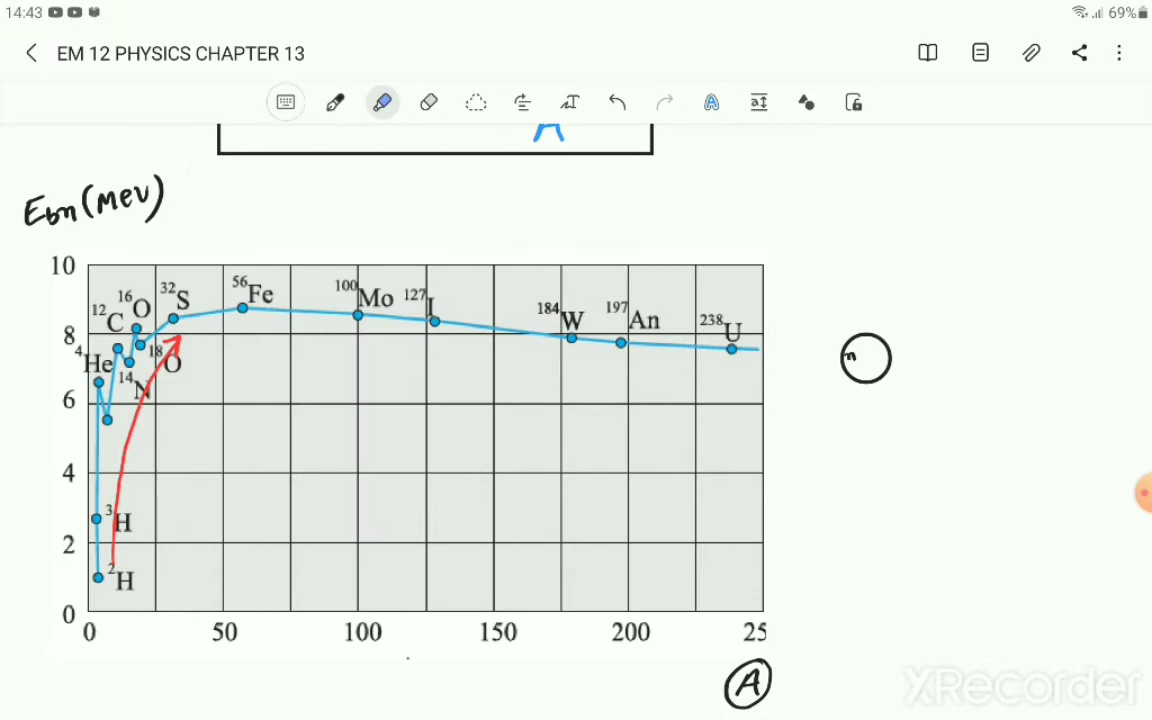 14:43 69%
EM 12 PHYSICS CHAPTER 13
A
Ebn (MeV)
10
8
6
4
2
0
4He
12C
16O
14N
18O
32S
56Fe
100Mo
127I
184W
197An
238U
3H
2H
n
0 50 100 150 200 25
A
XRecorder